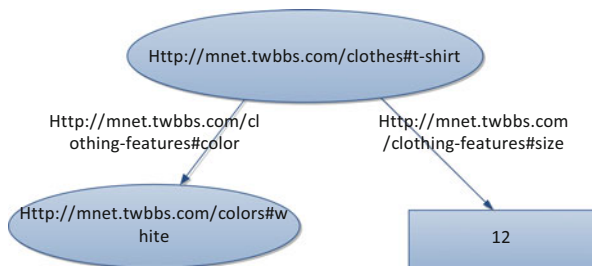 Http://mnet.twbbs.com/clothes#t-shirt
Http://mnet.twbbs.com/cl
othing-features#color
Http://mnet.twbbs.com
/clothing-features#size
Http://mnet.twbbs.com/colors#w
hite
12